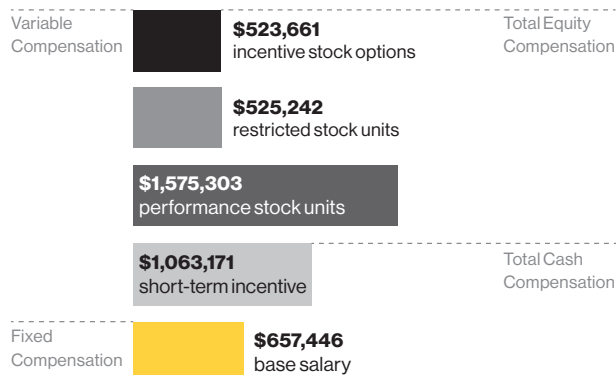 Variable
Compensation
$523,661
incentive stock options
Total Equity
Compensation
$525,242
restricted stock units
$1,575,303
performance stock units
$1,063,171
short-term incentive
Total Cash
Compensation
Fixed
Compensation
$657,446
base salary